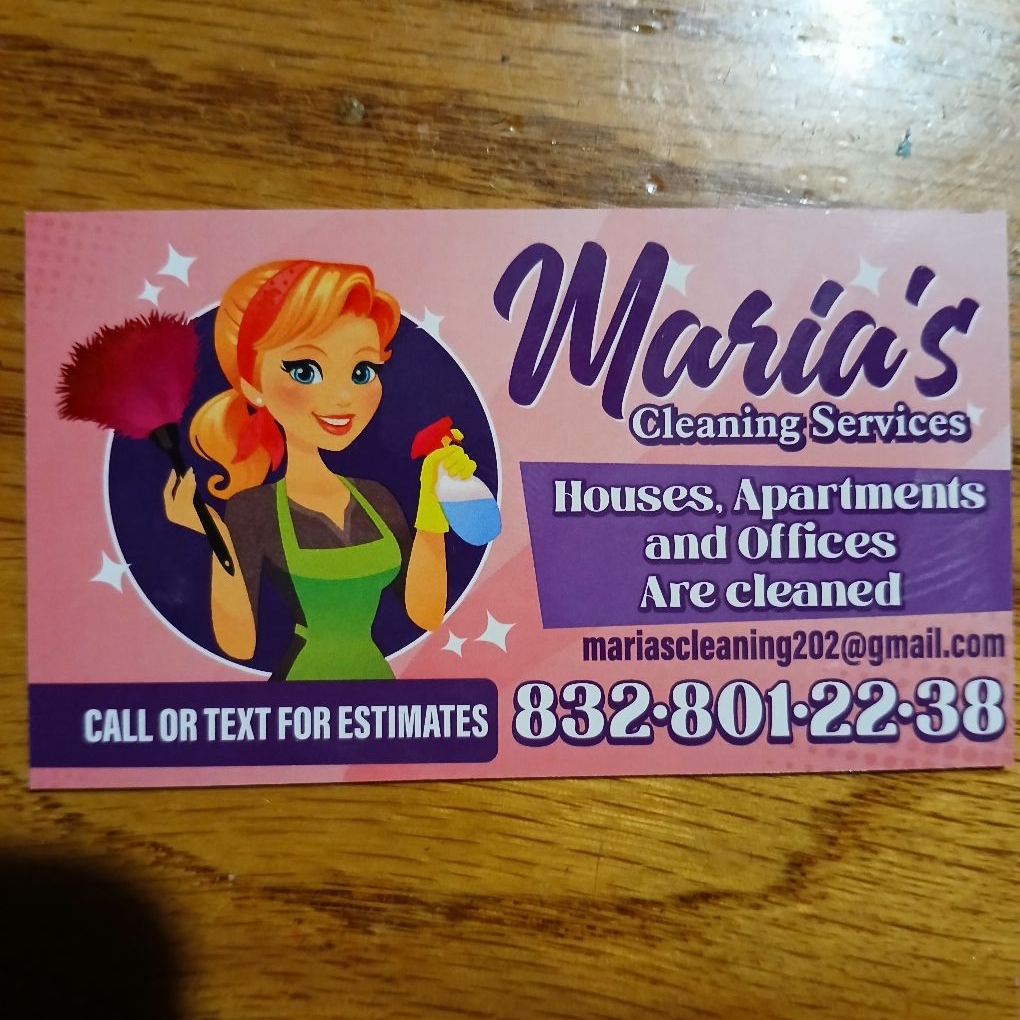 Maria's
Cleaning Services
Houses, Apartments
and Offices
Are cleaned
mariascleaning202@gmail.com
CALL OR TEXT FOR ESTIMATES
832•801•22•38